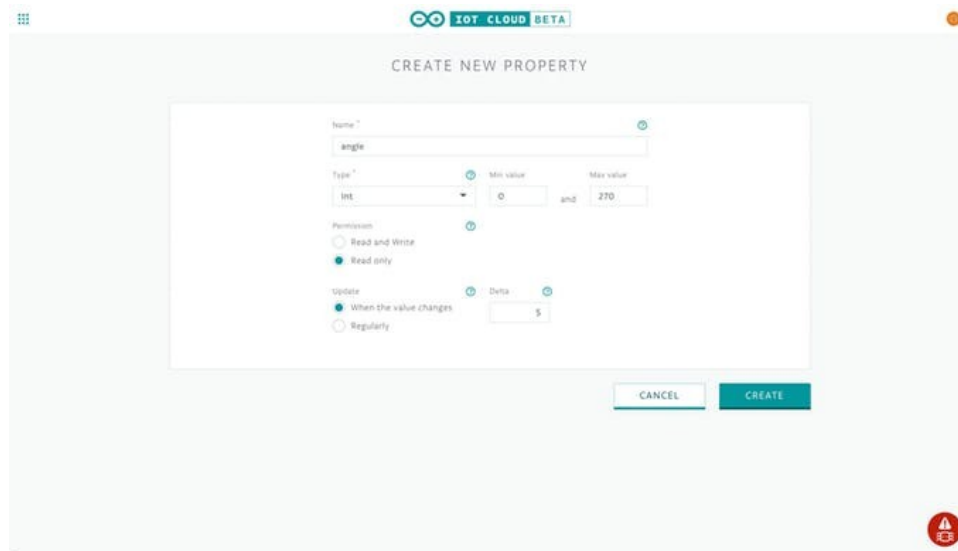 IOT CLOUD BETA
CREATE NEW PROPERTY
Name *
angle
Type * Min value Max value
Int 0 and 270
Permission
Read and Write
Read only
Update Delta
When the value changes 5
Regularly
CANCEL CREATE